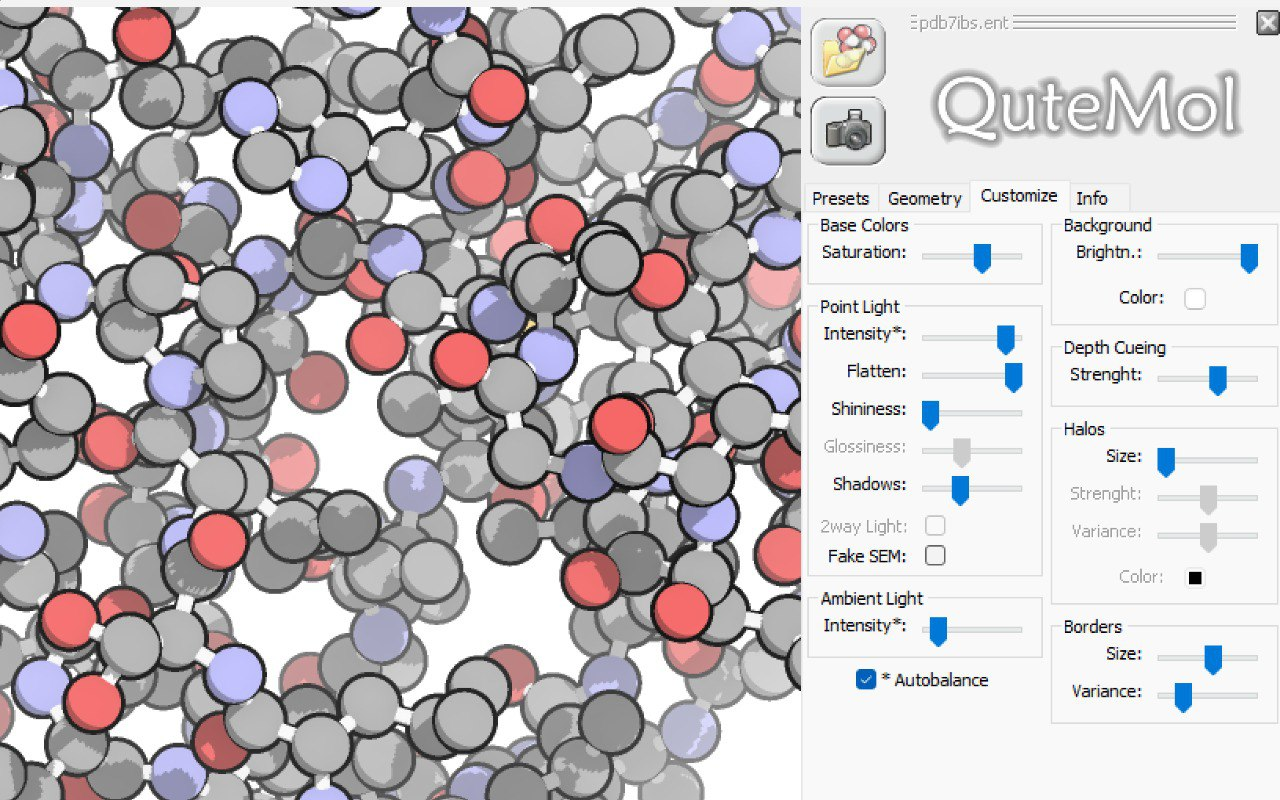 pdb7ibs.ent
QuteMol
Presets Geometry Customize Info
Base Colors
Saturation:
Point Light
Intensity*:
Flatten:
Shininess:
Glossiness:
Shadows:
2way Light:
Fake SEM:
Ambient Light
Intensity*:
* Autobalance
Background
Brightn.:
Color:
Depth Cueing
Strenght:
Halos
Size:
Strenght:
Variance:
Color:
Borders
Size:
Variance: